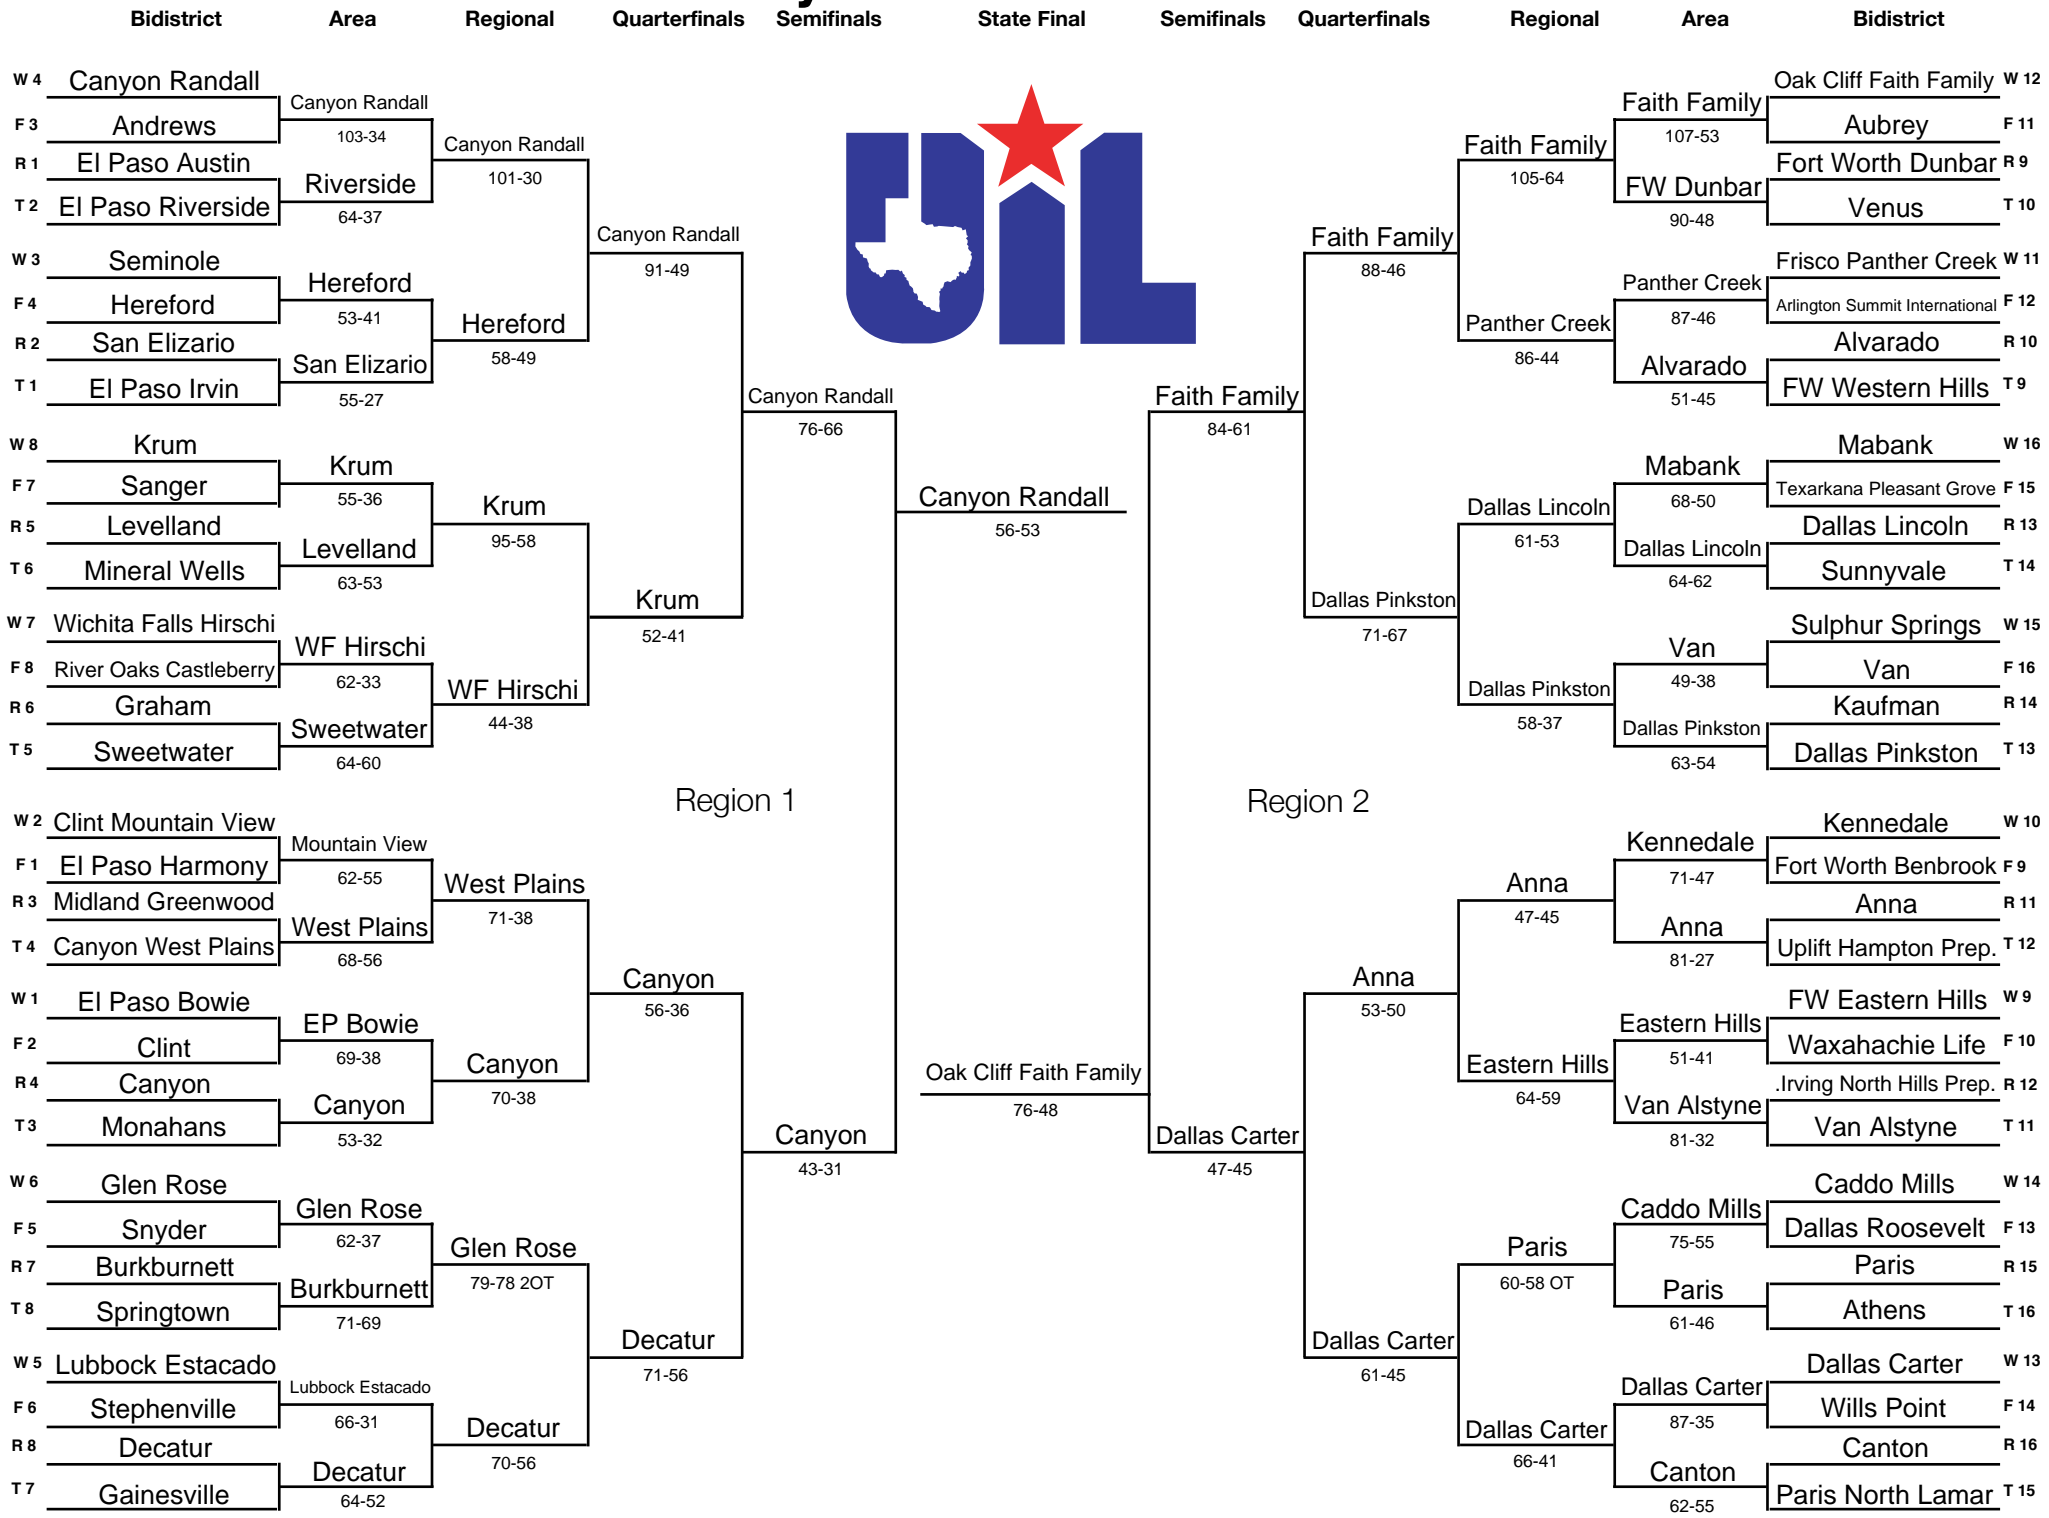 Bidistrict Area Regional Quarterfinals Semifinals State Final Semifinals Quarterfinals Regional Area Bidistrict
W 4 Canyon Randall
F 3 Andrews
R 1 El Paso Austin
T 2 El Paso Riverside
W 3 Seminole
F 4 Hereford
R 2 San Elizario
T 1 El Paso Irvin
W 8 Krum
F 7 Sanger
R 5 Levelland
T 6 Mineral Wells
W 7 Wichita Falls Hirschi
F 8 River Oaks Castleberry
R 6 Graham
T 5 Sweetwater
W 2 Clint Mountain View
F 1 El Paso Harmony
R 3 Midland Greenwood
T 4 Canyon West Plains
W 1 El Paso Bowie
F 2 Clint
R 4 Canyon
T 3 Monahans
W 6 Glen Rose
F 5 Snyder
R 7 Burkburnett
T 8 Springtown
W 5 Lubbock Estacado
F 6 Stephenville
R 8 Decatur
T 7 Gainesville
Canyon Randall
103-34
Riverside
64-37
Hereford
53-41
San Elizario
55-27
Krum
55-36
Levelland
63-53
WF Hirschi
62-33
Sweetwater
64-60
Mountain View
62-55
West Plains
68-56
EP Bowie
69-38
Canyon
53-32
Glen Rose
62-37
Burkburnett
71-69
Lubbock Estacado
66-31
Decatur
64-52
Canyon Randall
101-30
Hereford
58-49
Krum
95-58
WF Hirschi
44-38
West Plains
71-38
Canyon
70-38
Glen Rose
79-78 2OT
Decatur
70-56
Canyon Randall
91-49
Krum
52-41
Region 1
Canyon
56-36
Decatur
71-56
Canyon Randall
76-66
Canyon
43-31
UIL
Canyon Randall
56-53
Oak Cliff Faith Family
76-48
Faith Family
84-61
Dallas Carter
47-45
Faith Family
88-46
Dallas Pinkston
71-67
Region 2
Anna
53-50
Dallas Carter
61-45
Faith Family
105-64
Panther Creek
86-44
Dallas Lincoln
61-53
Dallas Pinkston
58-37
Anna
47-45
Eastern Hills
64-59
Paris
60-58 OT
Dallas Carter
66-41
Faith Family
107-53
FW Dunbar
90-48
Panther Creek
87-46
Alvarado
51-45
Mabank
68-50
Dallas Lincoln
64-62
Van
49-38
Dallas Pinkston
63-54
Kennedale
71-47
Anna
81-27
Eastern Hills
51-41
Van Alstyne
81-32
Caddo Mills
75-55
Paris
61-46
Dallas Carter
87-35
Canton
62-55
Oak Cliff Faith Family W 12
Aubrey F 11
Fort Worth Dunbar R 9
Venus T 10
Frisco Panther Creek W 11
Arlington Summit International F 12
Alvarado R 10
FW Western Hills T 9
Mabank W 16
Texarkana Pleasant Grove F 15
Dallas Lincoln R 13
Sunnyvale T 14
Sulphur Springs W 15
Van F 16
Kaufman R 14
Dallas Pinkston T 13
Kennedale W 10
Fort Worth Benbrook F 9
Anna R 11
Uplift Hampton Prep. T 12
FW Eastern Hills W 9
Waxahachie Life F 10
.Irving North Hills Prep. R 12
Van Alstyne T 11
Caddo Mills W 14
Dallas Roosevelt F 13
Paris R 15
Athens T 16
Dallas Carter W 13
Wills Point F 14
Canton R 16
Paris North Lamar T 15